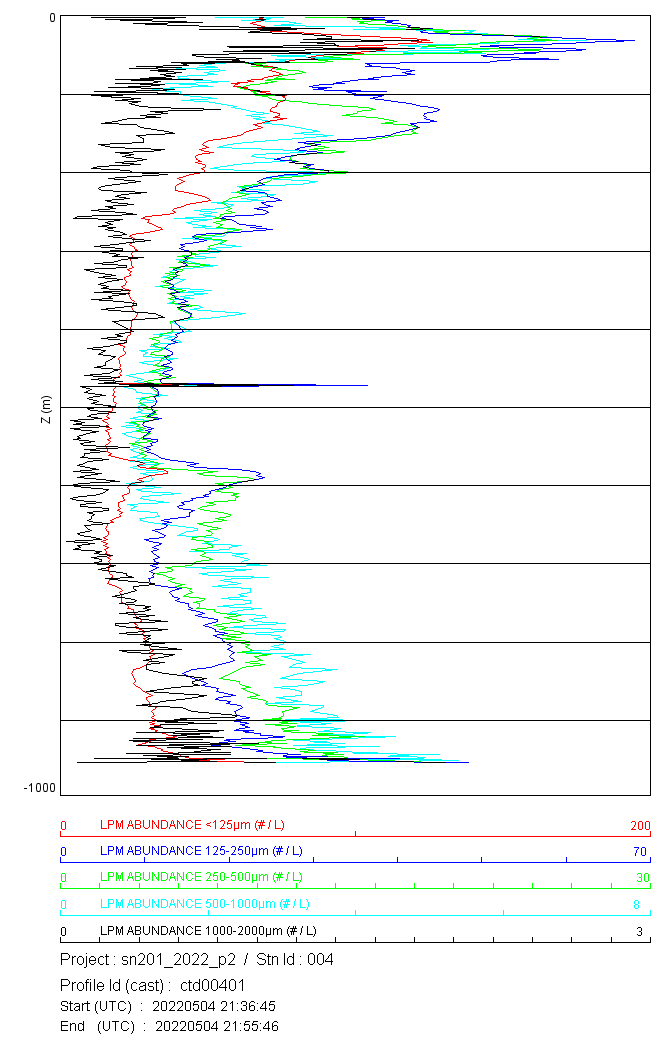 0
Z (m)
-1000
0 LPM ABUNDANCE <125µm (# / L) 200
0 LPM ABUNDANCE 125-250µm (# / L) 70
0 LPM ABUNDANCE 250-500µm (# / L) 30
0 LPM ABUNDANCE 500-1000µm (# / L) 8
0 LPM ABUNDANCE 1000-2000µm (# / L) 3
Project : sn201_2022_p2 / Stn Id : 004
Profile Id (cast) : ctd00401
Start (UTC) : 20220504 21:36:45
End (UTC) : 20220504 21:55:46